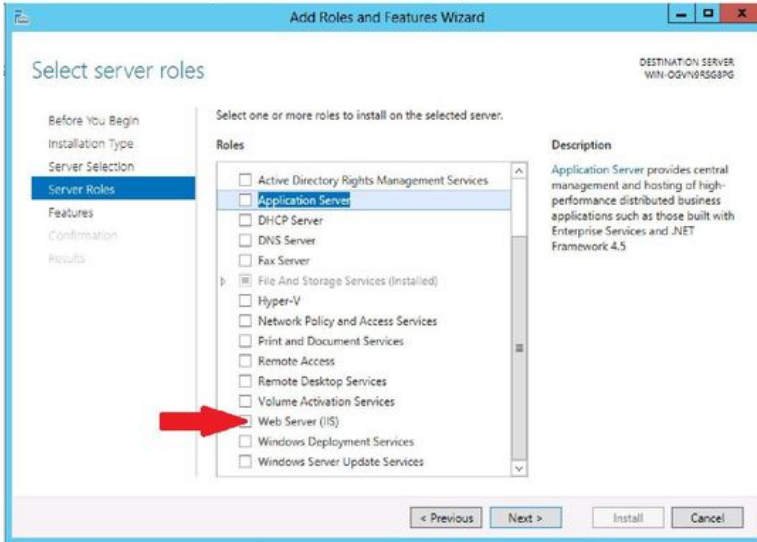 Add Roles and Features Wizard
Select server roles
DESTINATION SERVER
WIN-OGVN9RSG8PG
Before You Begin
Installation Type
Server Selection
Server Roles
Features
Confirmation
Results
Select one or more roles to install on the selected server.
Roles
Active Directory Rights Management Services
Application Server
DHCP Server
DNS Server
Fax Server
File And Storage Services (Installed)
Hyper-V
Network Policy and Access Services
Print and Document Services
Remote Access
Remote Desktop Services
Volume Activation Services
Web Server (IIS)
Windows Deployment Services
Windows Server Update Services
Description
Application Server provides central
management and hosting of high-
performance distributed business
applications such as those built with
Enterprise Services and .NET
Framework 4.5
< Previous
Next >
Install
Cancel